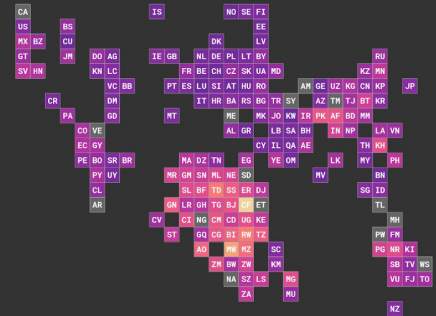 CA IS NO SE FI
US BS EE
MX BZ CU DK LV
GT JM DO AG IE GB NL DE PL LT BY RU
SV HN KN LC FR BE CH CZ SK UA MD KZ MN
VC BB PT ES LU SI AT HU RO AM GE UZ KG CN KP JP
CR DM IT HR BA RS BG TR SY AZ TM TJ BT KR
PA GD MT ME MK JO KW IR PK AF BD MM
CO VE AL GR LB SA BH IN NP LA VN
EC GY CY IL QA AE TH KH
PE BO SR BR MA DZ TN EG YE OM LK MY PH
PY UY MR GM SN ML NE SD MV BN
CL SL BF TD SS ER DJ SG ID
AR GN LR GH TG BJ CF ET TL
CV CI NG CM CD UG KE MH
ST GQ CG BI RW TZ PW FM
AO MW MZ SC PG NR KI
ZM BW ZW KM SB TV WS
NA SZ LS MG VU FJ TO
ZA MU
NZ